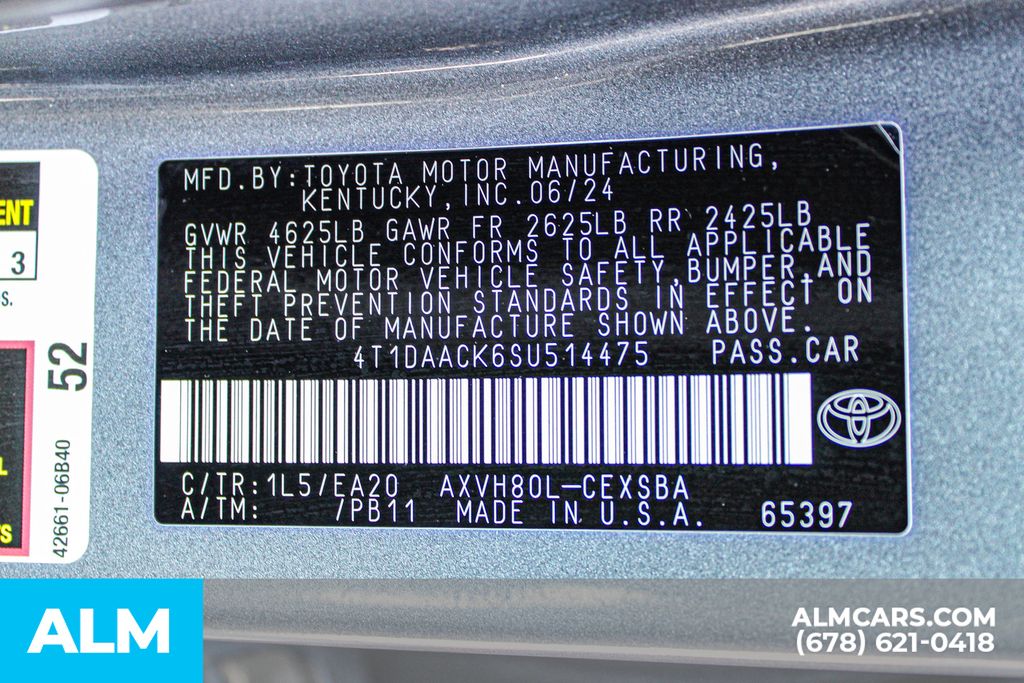 MFD.BY:TOYOTA MOTOR MANUFACTURING,
KENTUCKY, INC. 06/24
GVWR 4625LB GAWR FR 2625LB RR 2425LB
THIS VEHICLE CONFORMS TO ALL APPLICABLE
FEDERAL MOTOR VEHICLE SAFETY,BUMPER,AND
THEFT PREVENTION STANDARDS IN EFFECT ON
THE DATE OF MANUFACTURE SHOWN ABOVE.
4T1DAACK6SU514475 PASS.CAR
C/TR:1L5/EA20 AXVH80L-CEXSBA
A/TM: /PB11 MADE IN U.S.A. 65397
3
52
42661-06B40
ALM
ALMCARS.COM
(678) 621-0418